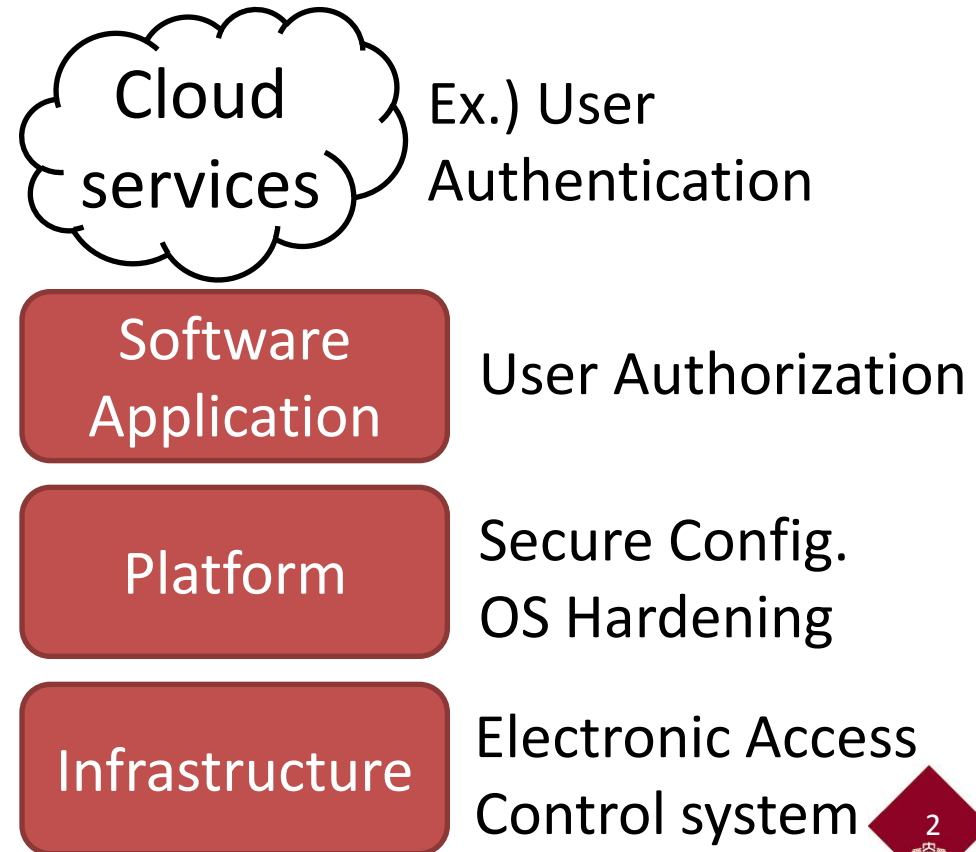 Cloud
services
Ex.) User
Authentication
Software
Application
User Authorization
Platform
Secure Config.
OS Hardening
Infrastructure
Electronic Access
Control system
2